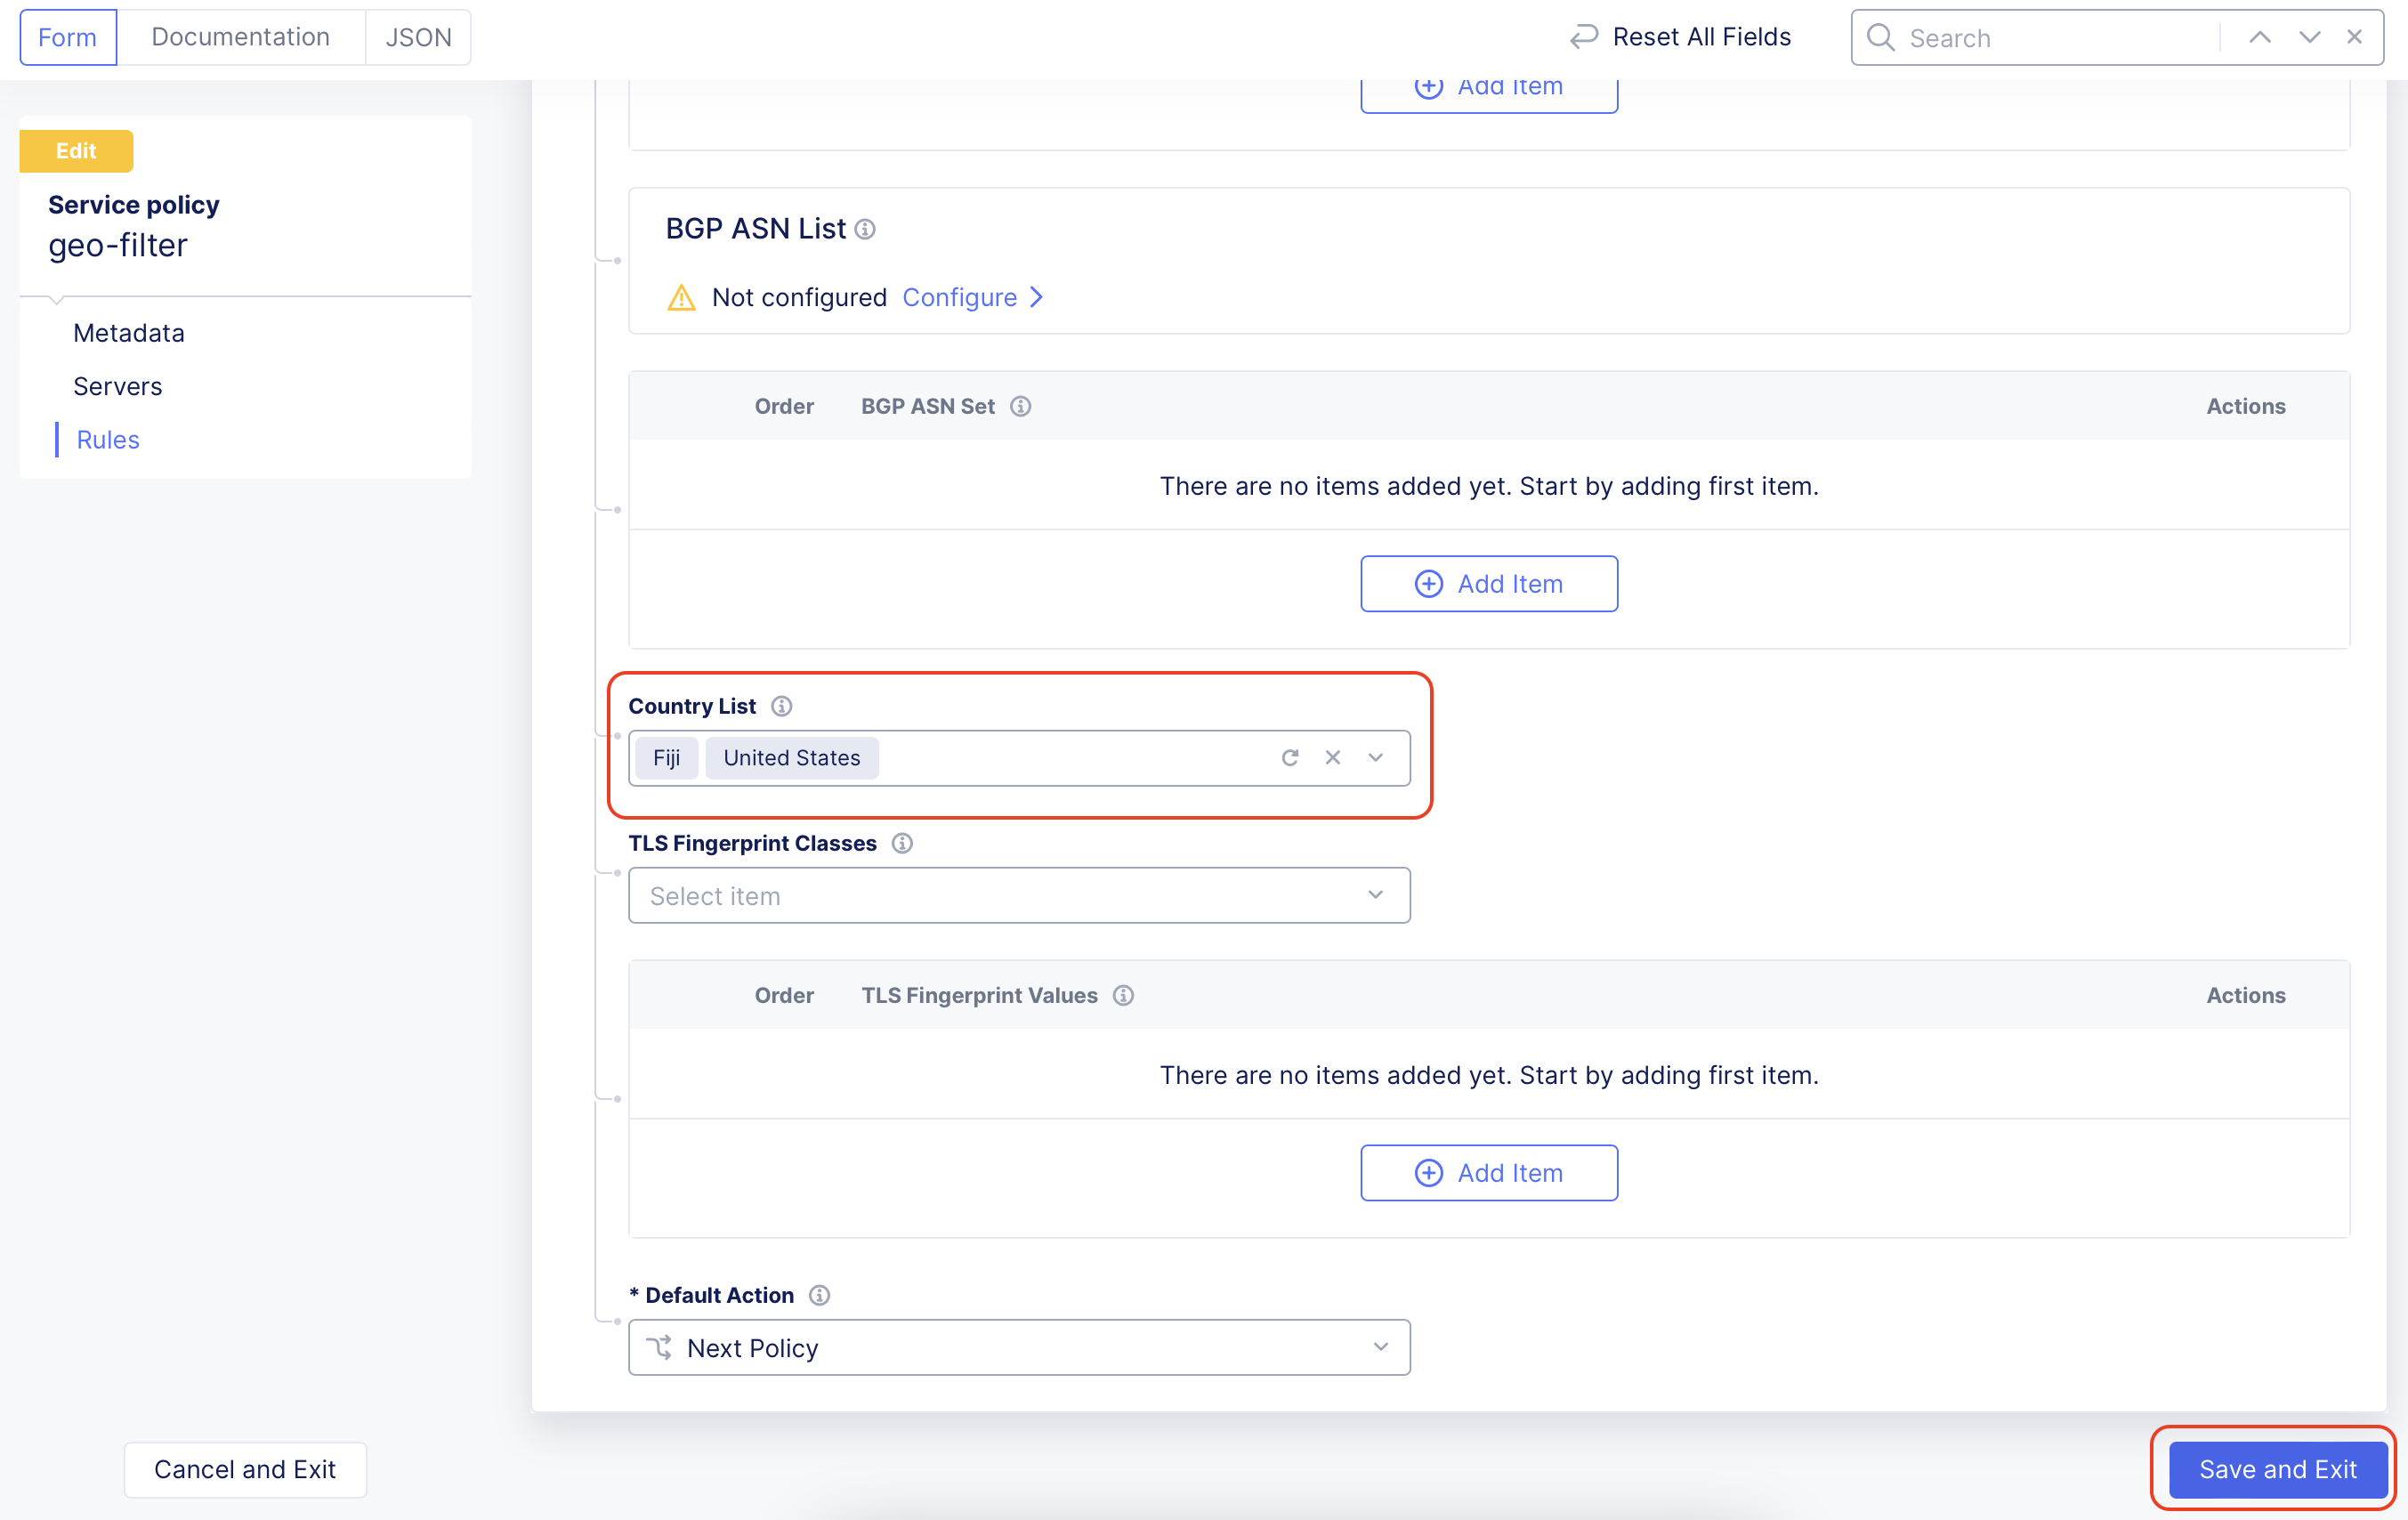 Form Documentation JSON Reset All Fields Search
Add Item
Edit
Service policy
geo-filter
Metadata
Servers
Rules
BGP ASN List
Not configured Configure
Order BGP ASN Set Actions
There are no items added yet. Start by adding first item.
Add Item
Country List
Fiji United States
TLS Fingerprint Classes
Select item
Order TLS Fingerprint Values Actions
There are no items added yet. Start by adding first item.
Add Item
* Default Action
Next Policy
Cancel and Exit Save and Exit